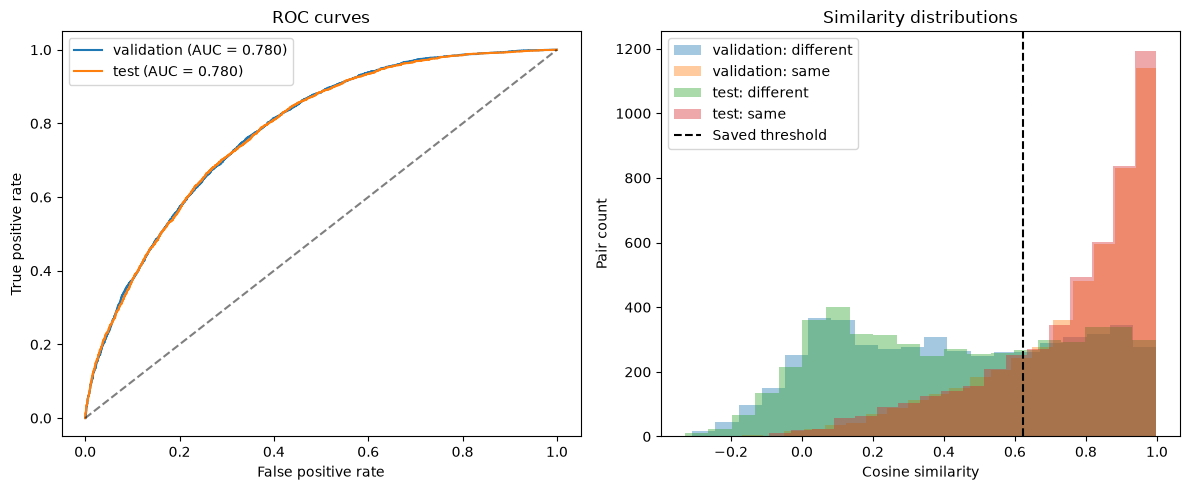 ROC curves
validation (AUC = 0.780)
test (AUC = 0.780)
True positive rate
1.0
0.8
0.6
0.4
0.2
0.0
0.0 0.2 0.4 0.6 0.8 1.0
False positive rate
Similarity distributions
validation: different
validation: same
test: different
test: same
Saved threshold
Pair count
1200
1000
800
600
400
200
0
−0.2 0.0 0.2 0.4 0.6 0.8 1.0
Cosine similarity